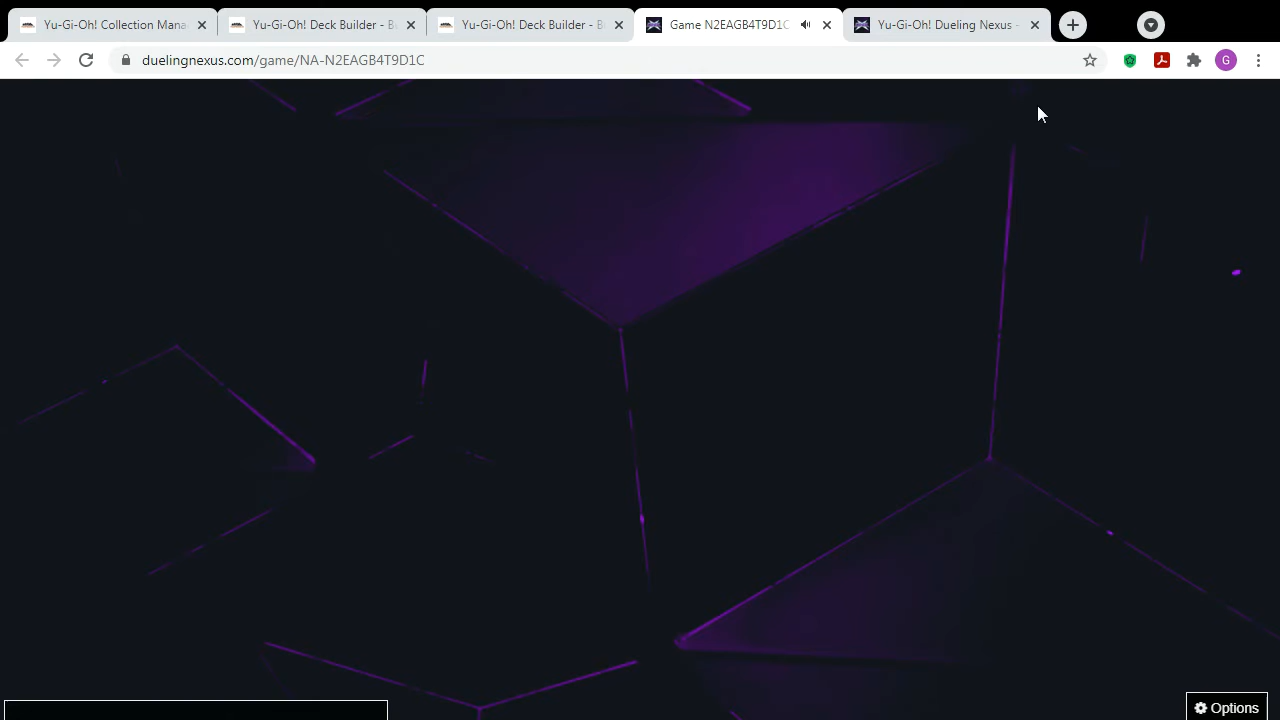 Yu-Gi-Oh! Collection Mana
Yu-Gi-Oh! Deck Builder - B
Yu-Gi-Oh! Deck Builder - B
Game N2EAGB4T9D1C
Yu-Gi-Oh! Dueling Nexus -
duelingnexus.com/game/NA-N2EAGB4T9D1C
G
Options